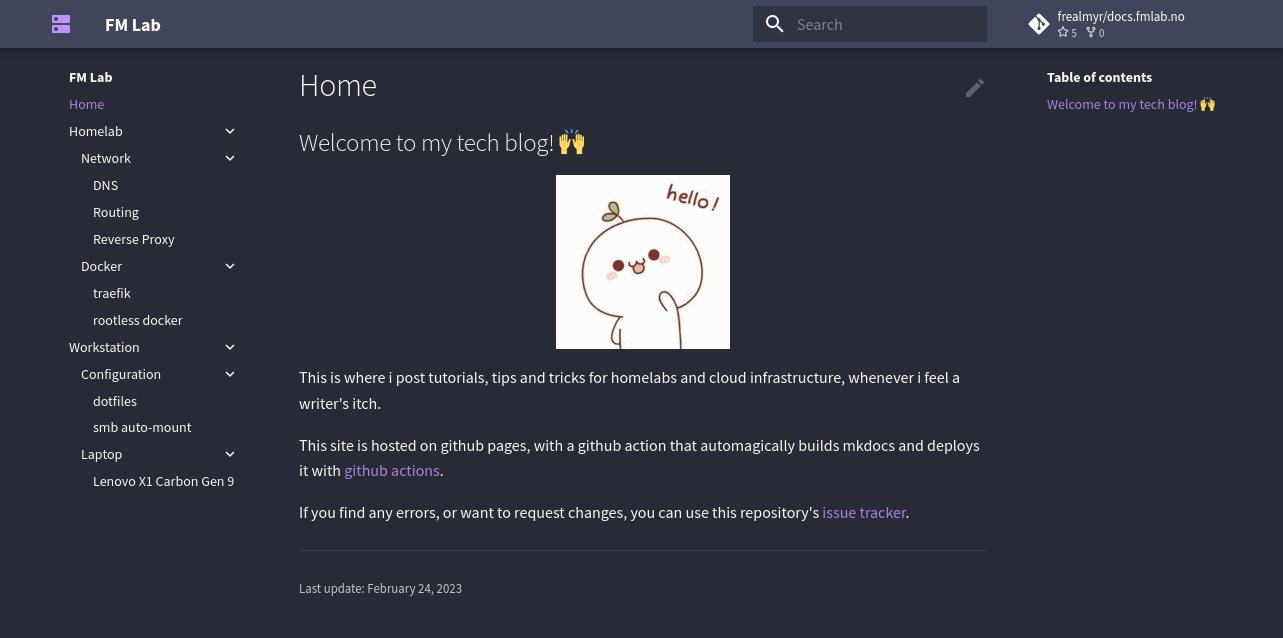 FM Lab
Search
frealmyr/docs.fmlab.no
5 0
FM Lab
Home
Homelab
Network
DNS
Routing
Reverse Proxy
Docker
traefik
rootless docker
Workstation
Configuration
dotfiles
smb auto-mount
Laptop
Lenovo X1 Carbon Gen 9
Home
Welcome to my tech blog! 🙌
hello!
This is where i post tutorials, tips and tricks for homelabs and cloud infrastructure, whenever i feel a
writer's itch.
This site is hosted on github pages, with a github action that automagically builds mkdocs and deploys
it with github actions.
If you find any errors, or want to request changes, you can use this repository's issue tracker.
Last update: February 24, 2023
Table of contents
Welcome to my tech blog! 🙌